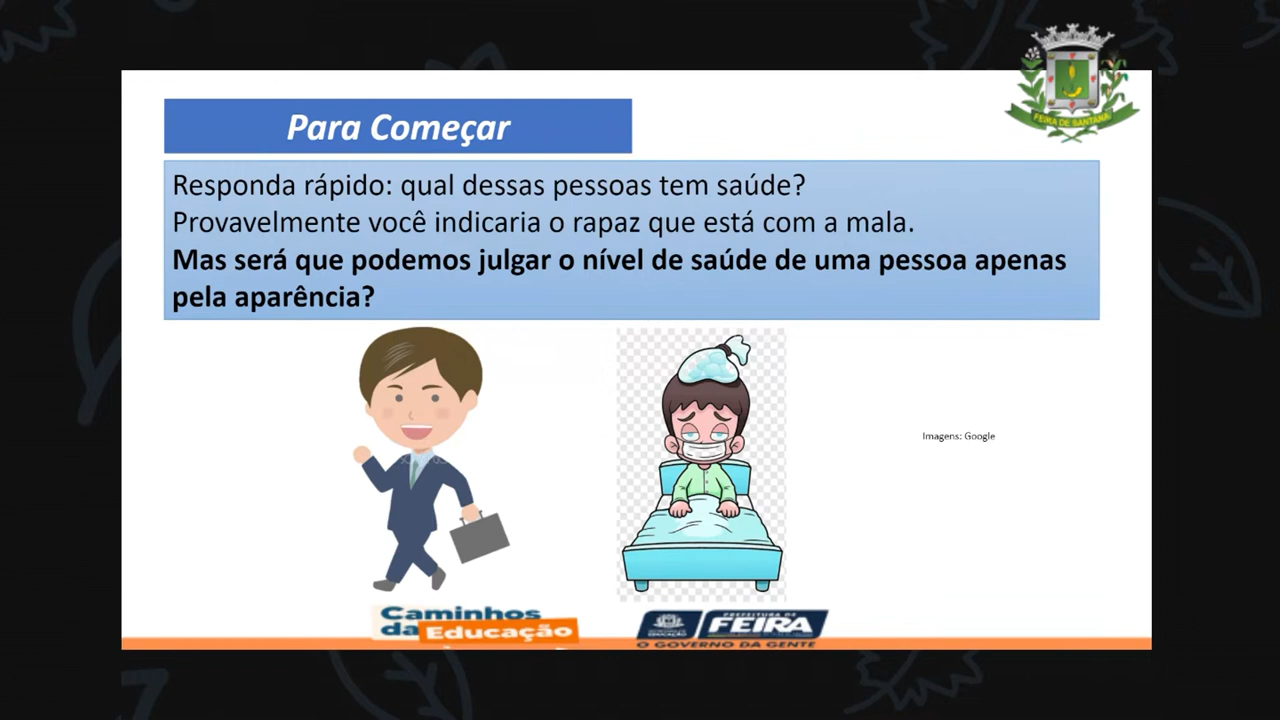 FEIRA DE SANTANA
Para Começar
Responda rápido: qual dessas pessoas tem saúde?
Provavelmente você indicaria o rapaz que está com a mala.
Mas será que podemos julgar o nível de saúde de uma pessoa apenas
pela aparência?
Imagens: Google
Caminhos
da Educação
EDUCAÇÃO
PREFEITURA DE
FEIRA
O GOVERNO DA GENTE